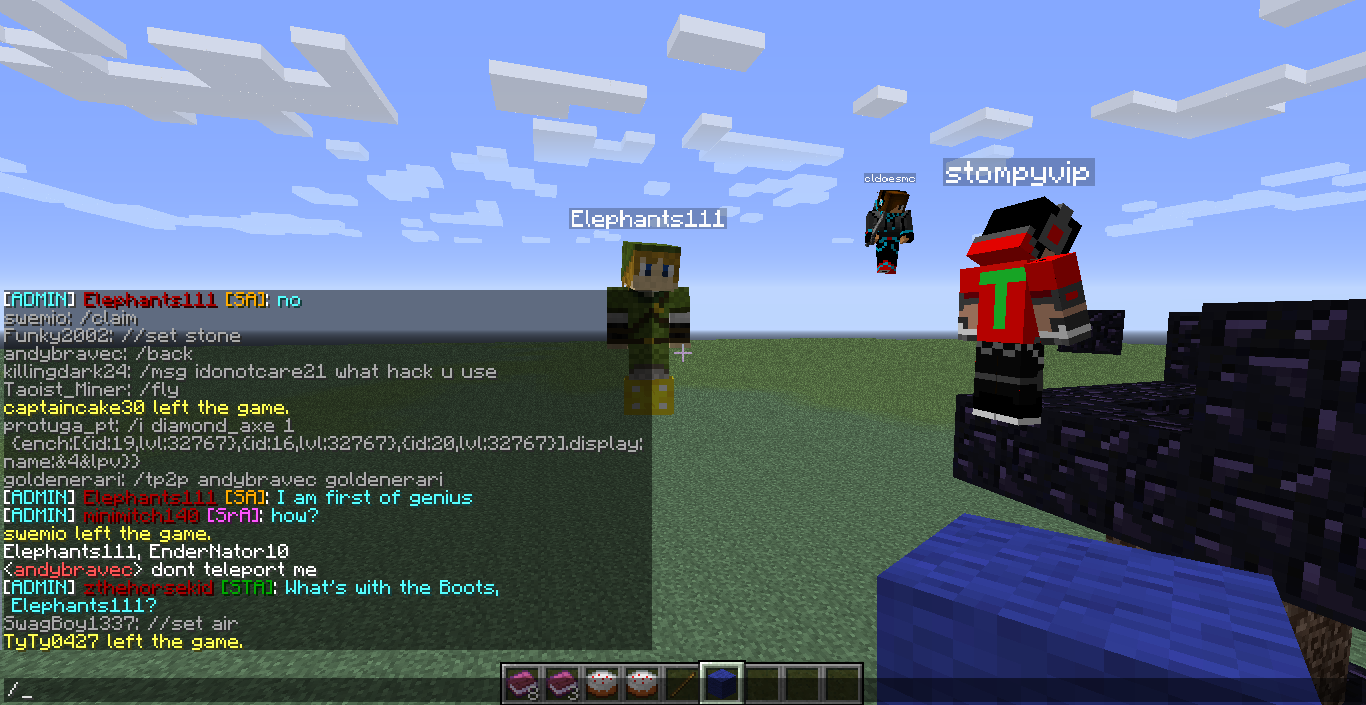 cldoesmc
stompyvip
Elephants111
[ADMIN] Elephants111 [SA]: no
swemio: /claim
Funky2002: //set stone
andybravec: /back
killingdark24: /msg idonotcare21 what hack u use
Taoist_Miner: /fly
captaincake30 left the game.
protuga_pt: /i diamond_axe 1
{ench:[{id:19,lvl:32767},{id:16,lvl:32767},{id:20,lvl:32767}],display:
name:&4&lpv}}
goldenerari: /tp2p andybravec goldenerari
[ADMIN] Elephants111 [SA]: I am first of genius
[ADMIN] minimitch140 [SrA]: how?
swemio left the game.
Elephants111, EnderNator10
<andybravec> dont teleport me
[ADMIN] zthehorsekid [STA]: What's with the Boots,
Elephants111?
SwagBoy1337: //set air
TyTy0427 left the game.
/_
8
3
T